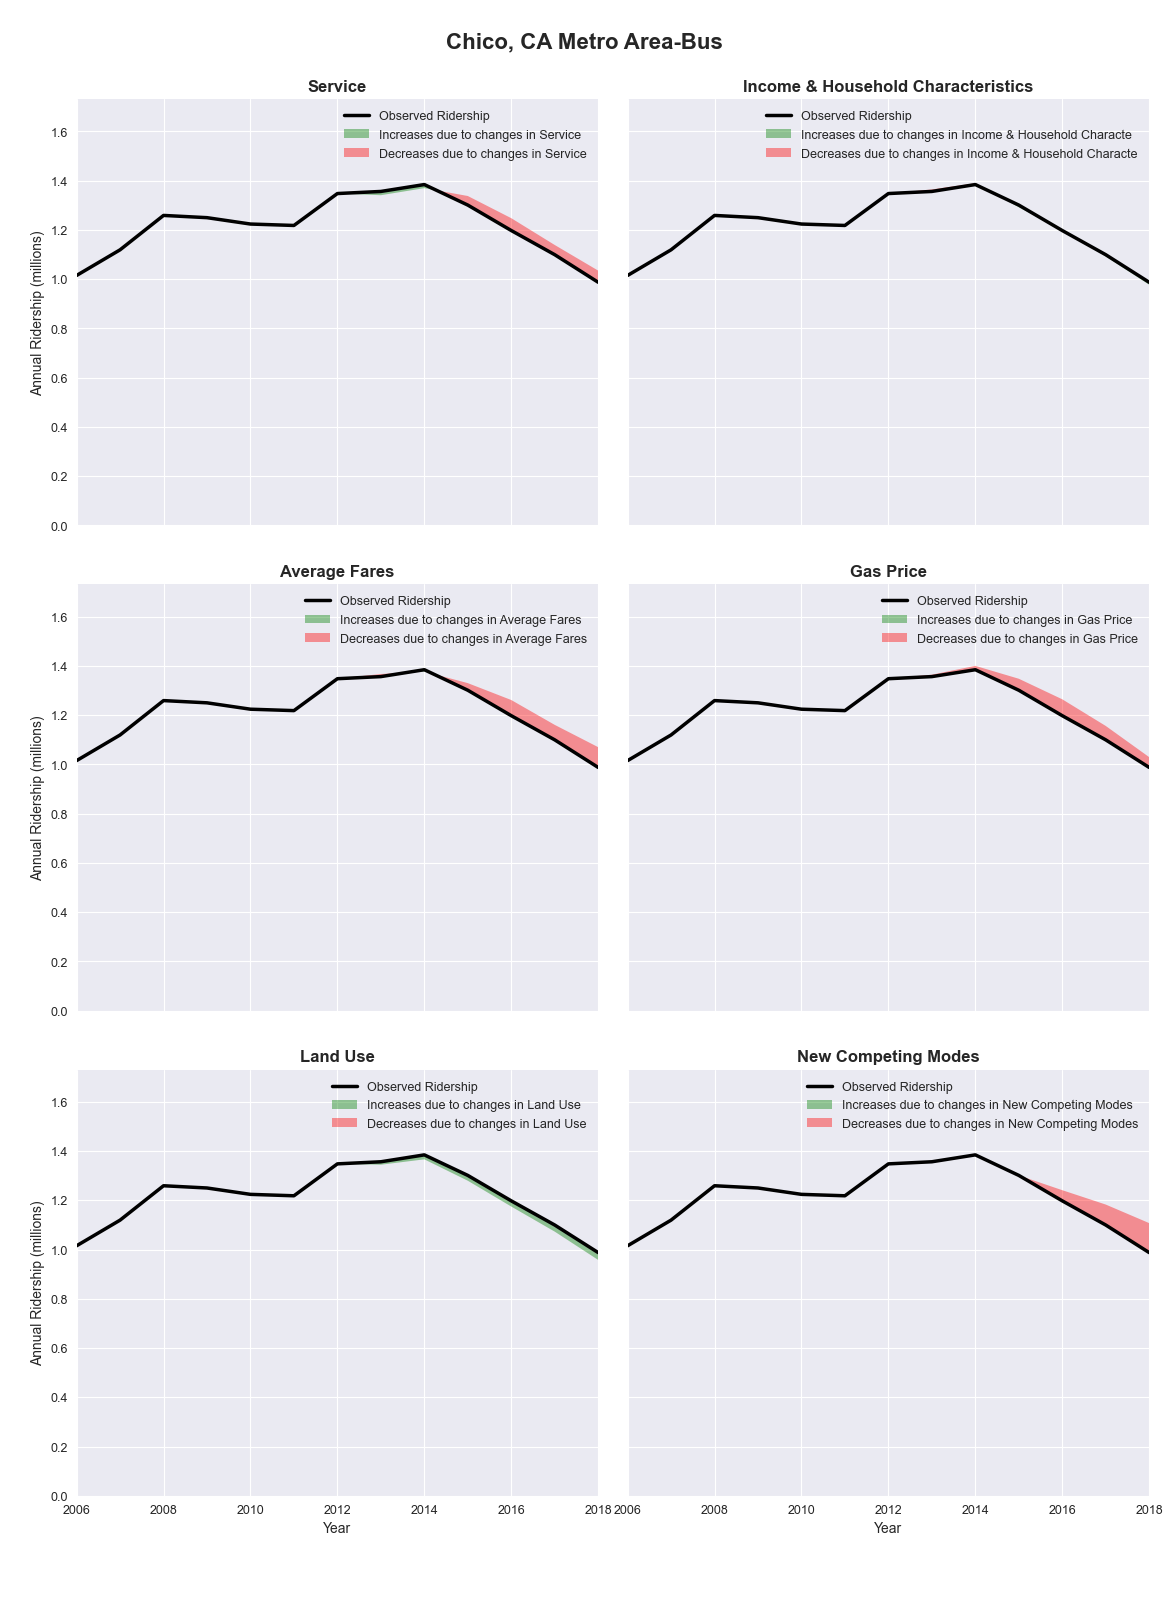 Chico, CA Metro Area-Bus
Service
Observed Ridership
Increases due to changes in Service
Decreases due to changes in Service
Annual Ridership (millions)
1.6
1.4
1.2
1.0
0.8
0.6
0.4
0.2
0.0
Income & Household Characteristics
Observed Ridership
Increases due to changes in Income & Household Characte
Decreases due to changes in Income & Household Characte
Average Fares
Observed Ridership
Increases due to changes in Average Fares
Decreases due to changes in Average Fares
Annual Ridership (millions)
1.6
1.4
1.2
1.0
0.8
0.6
0.4
0.2
0.0
Gas Price
Observed Ridership
Increases due to changes in Gas Price
Decreases due to changes in Gas Price
Land Use
Observed Ridership
Increases due to changes in Land Use
Decreases due to changes in Land Use
Annual Ridership (millions)
1.6
1.4
1.2
1.0
0.8
0.6
0.4
0.2
0.0
2006 2008 2010 2012 2014 2016 2018
Year
New Competing Modes
Observed Ridership
Increases due to changes in New Competing Modes
Decreases due to changes in New Competing Modes
2006 2008 2010 2012 2014 2016 2018
Year